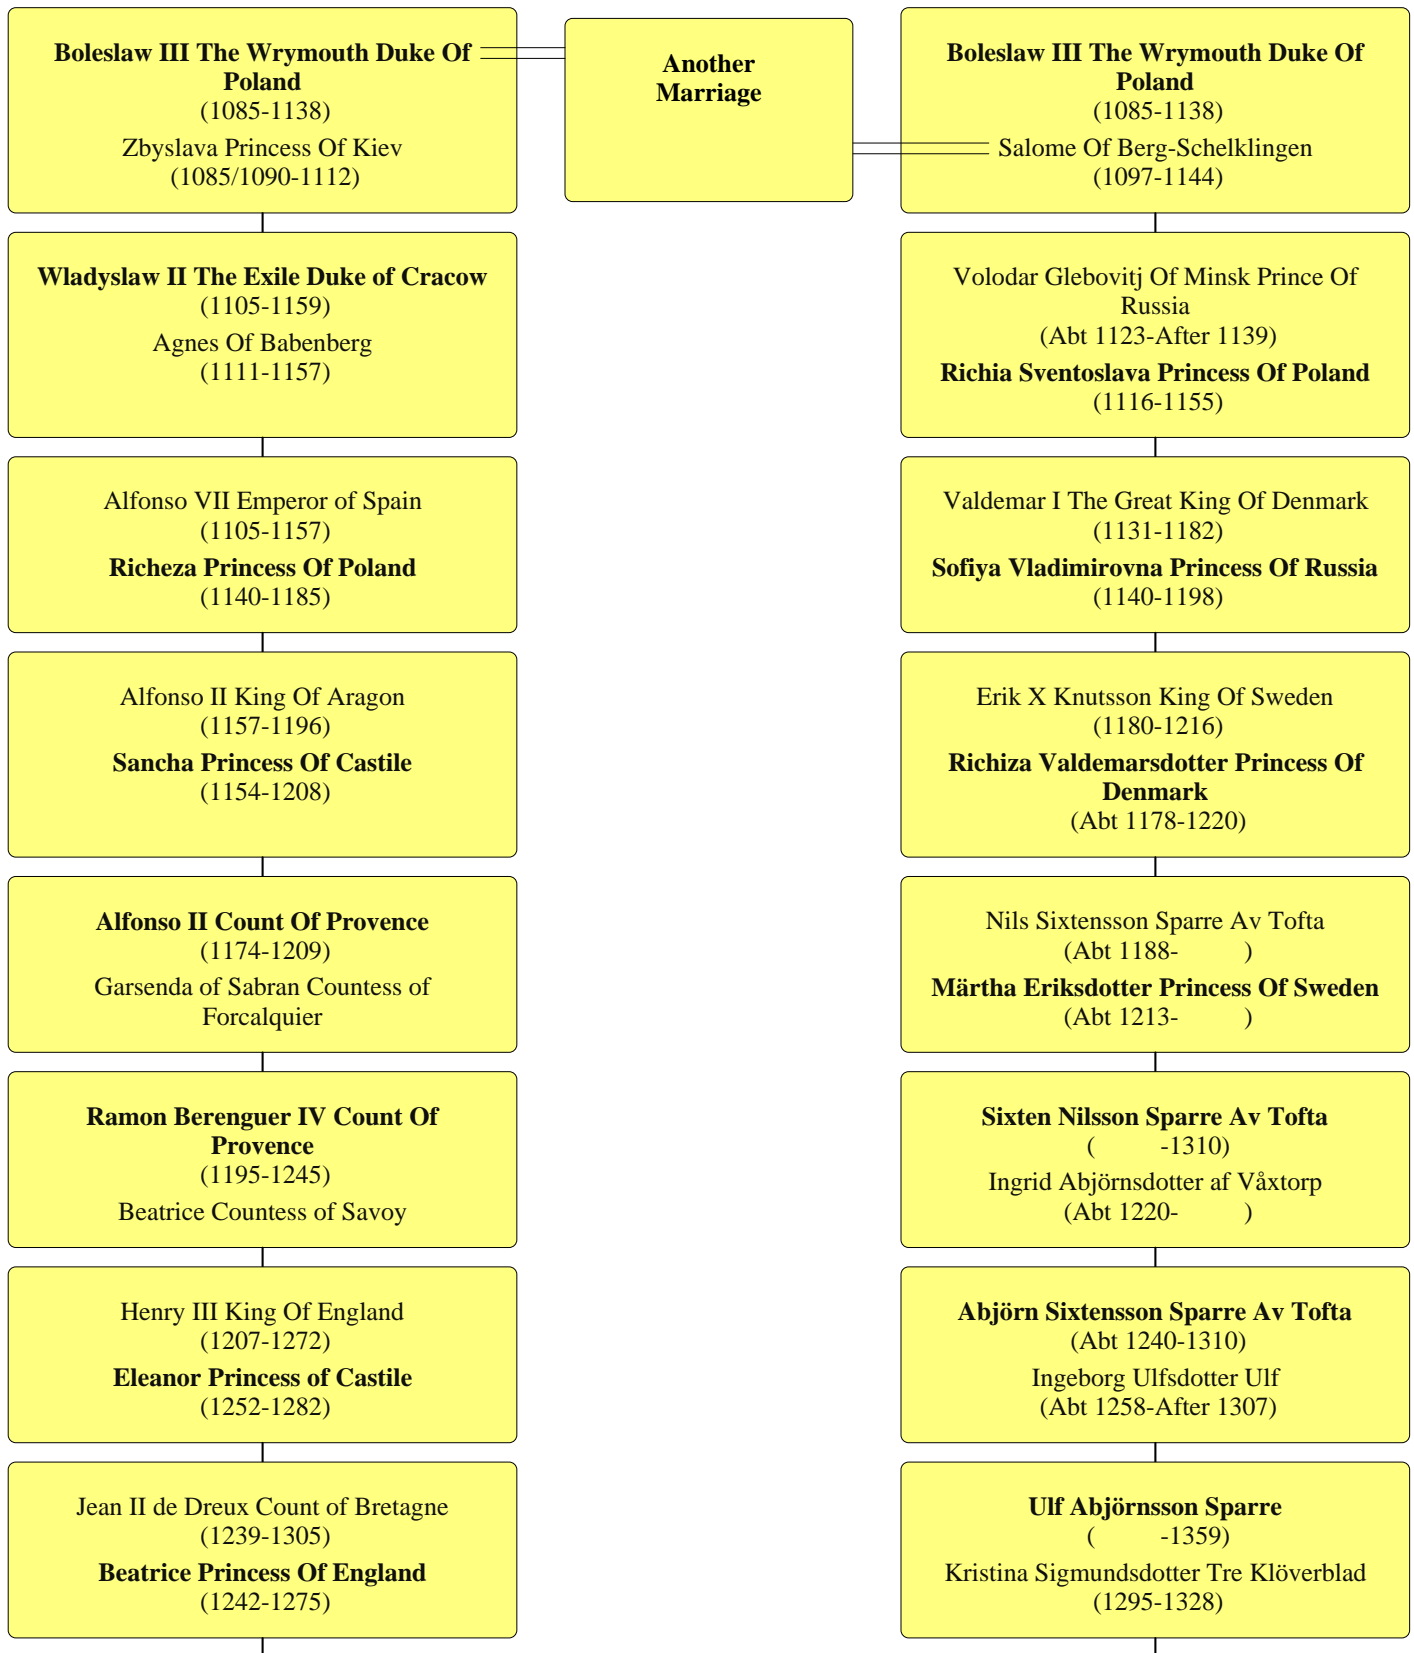 Boleslaw III The Wrymouth Duke Of
Poland
(1085-1138)
Zbyslava Princess Of Kiev
(1085/1090-1112)
Another
Marriage
Boleslaw III The Wrymouth Duke Of
Poland
(1085-1138)
Salome Of Berg-Schelklingen
(1097-1144)
Wladyslaw II The Exile Duke of Cracow
(1105-1159)
Agnes Of Babenberg
(1111-1157)
Volodar Glebovitj Of Minsk Prince Of
Russia
(Abt 1123-After 1139)
Richia Sventoslava Princess Of Poland
(1116-1155)
Alfonso VII Emperor of Spain
(1105-1157)
Richeza Princess Of Poland
(1140-1185)
Valdemar I The Great King Of Denmark
(1131-1182)
Sofiya Vladimirovna Princess Of Russia
(1140-1198)
Alfonso II King Of Aragon
(1157-1196)
Sancha Princess Of Castile
(1154-1208)
Erik X Knutsson King Of Sweden
(1180-1216)
Richiza Valdemarsdotter Princess Of
Denmark
(Abt 1178-1220)
Alfonso II Count Of Provence
(1174-1209)
Garsenda of Sabran Countess of
Forcalquier
Nils Sixtensson Sparre Av Tofta
(Abt 1188-          )
Märtha Eriksdotter Princess Of Sweden
(Abt 1213-          )
Ramon Berenguer IV Count Of
Provence
(1195-1245)
Beatrice Countess of Savoy
Sixten Nilsson Sparre Av Tofta
(          -1310)
Ingrid Abjörnsdotter af Våxtorp
(Abt 1220-          )
Henry III King Of England
(1207-1272)
Eleanor Princess of Castile
(1252-1282)
Abjörn Sixtensson Sparre Av Tofta
(Abt 1240-1310)
Ingeborg Ulfsdotter Ulf
(Abt 1258-After 1307)
Jean II de Dreux Count of Bretagne
(1239-1305)
Beatrice Princess Of England
(1242-1275)
Ulf Abjörnsson Sparre
(          -1359)
Kristina Sigmundsdotter Tre Klöverblad
(1295-1328)